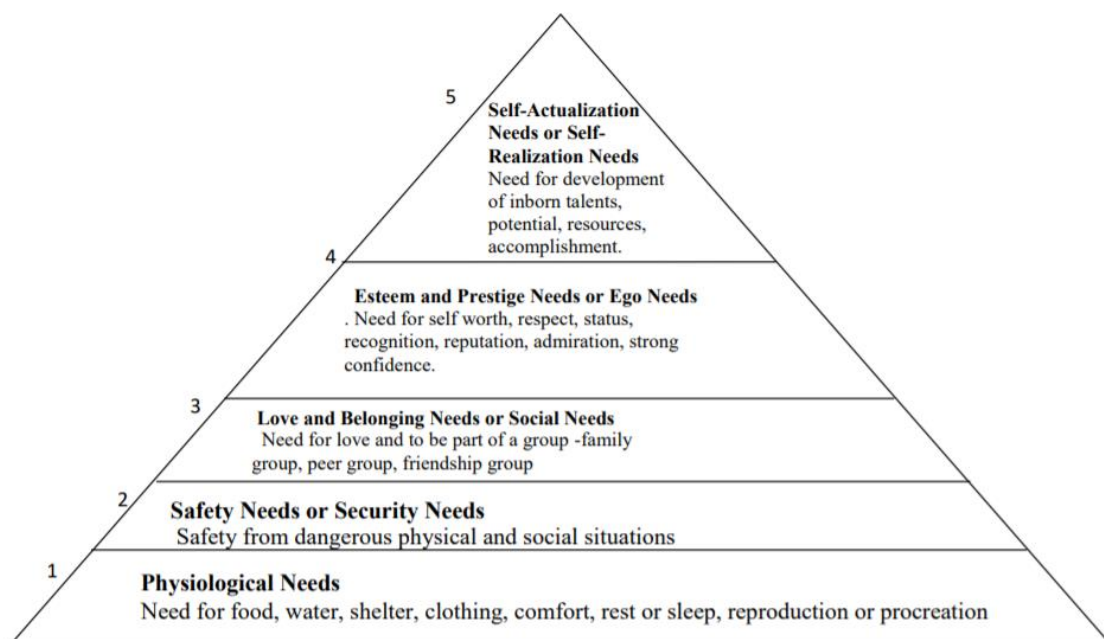 5
Self-Actualization
Needs or Self-
Realization Needs
Need for development
of inborn talents,
potential, resources,
accomplishment.
4
Esteem and Prestige Needs or Ego Needs
. Need for self worth, respect, status,
recognition, reputation, admiration, strong
confidence.
3
Love and Belonging Needs or Social Needs
Need for love and to be part of a group -family
group, peer group, friendship group
2
Safety Needs or Security Needs
Safety from dangerous physical and social situations
1
Physiological Needs
Need for food, water, shelter, clothing, comfort, rest or sleep, reproduction or procreation